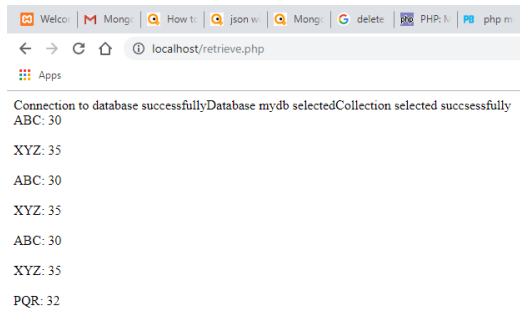 Welcor Mongo How to json w Mongo delete PHP: M php m
localhost/retrieve.php
Apps
Connection to database successfullyDatabase mydb selectedCollection selected succsessfully
ABC: 30
XYZ: 35
ABC: 30
XYZ: 35
ABC: 30
XYZ: 35
PQR: 32